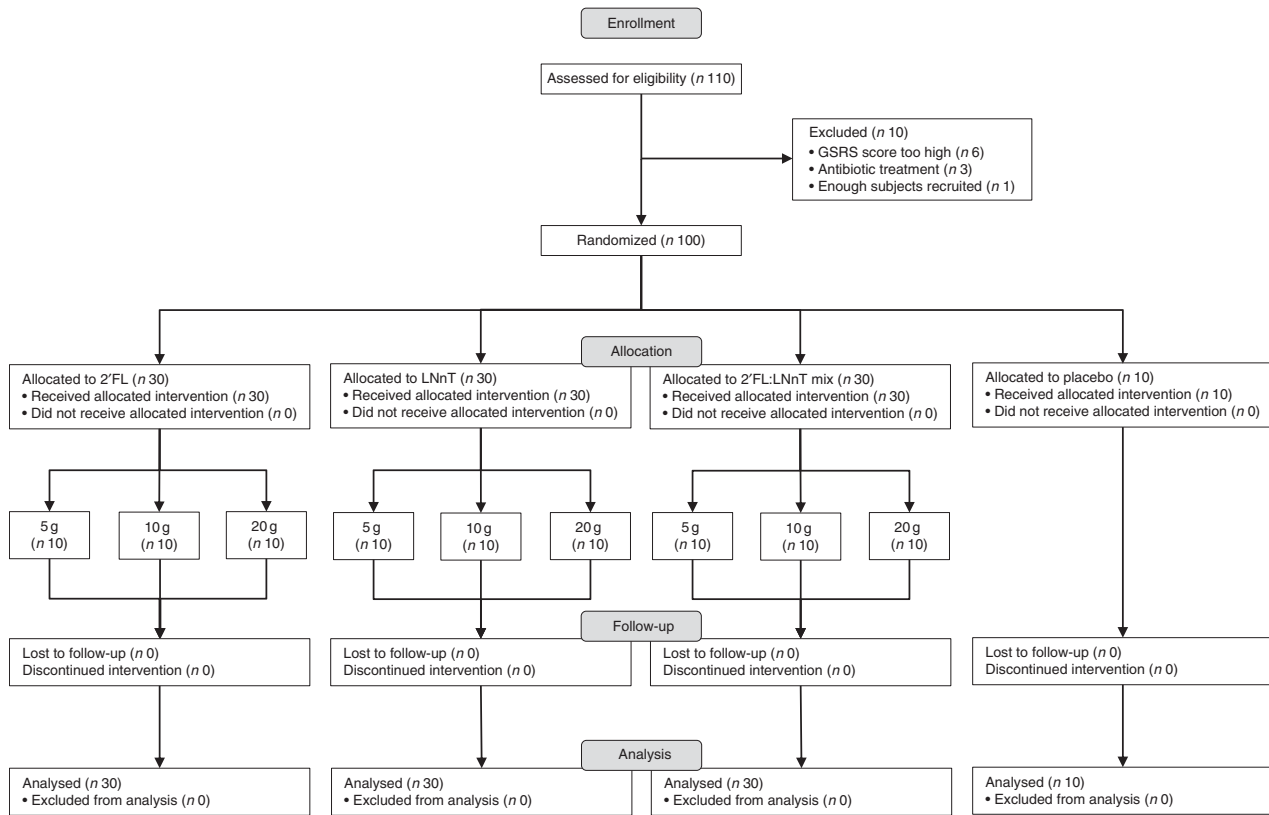 Enrollment
Assessed for eligibility (n 110)
Excluded (n 10)
• GSRS score too high (n 6)
• Antibiotic treatment (n 3)
• Enough subjects recruited (n 1)
Randomized (n 100)
Allocation
Allocated to 2′FL (n 30)
• Received allocated intervention (n 30)
• Did not receive allocated intervention (n 0)
Allocated to LNnT (n 30)
• Received allocated intervention (n 30)
• Did not receive allocated intervention (n 0)
Allocated to 2′FL:LNnT mix (n 30)
• Received allocated intervention (n 30)
• Did not receive allocated intervention (n 0)
Allocated to placebo (n 10)
• Received allocated intervention (n 10)
• Did not receive allocated intervention (n 0)
5 g
(n 10)
10 g
(n 10)
20 g
(n 10)
5 g
(n 10)
10 g
(n 10)
20 g
(n 10)
5 g
(n 10)
10 g
(n 10)
20 g
(n 10)
Follow-up
Lost to follow-up (n 0)
Discontinued intervention (n 0)
Lost to follow-up (n 0)
Discontinued intervention (n 0)
Lost to follow-up (n 0)
Discontinued intervention (n 0)
Lost to follow-up (n 0)
Discontinued intervention (n 0)
Analysis
Analysed (n 30)
• Excluded from analysis (n 0)
Analysed (n 30)
• Excluded from analysis (n 0)
Analysed (n 30)
• Excluded from analysis (n 0)
Analysed (n 10)
• Excluded from analysis (n 0)